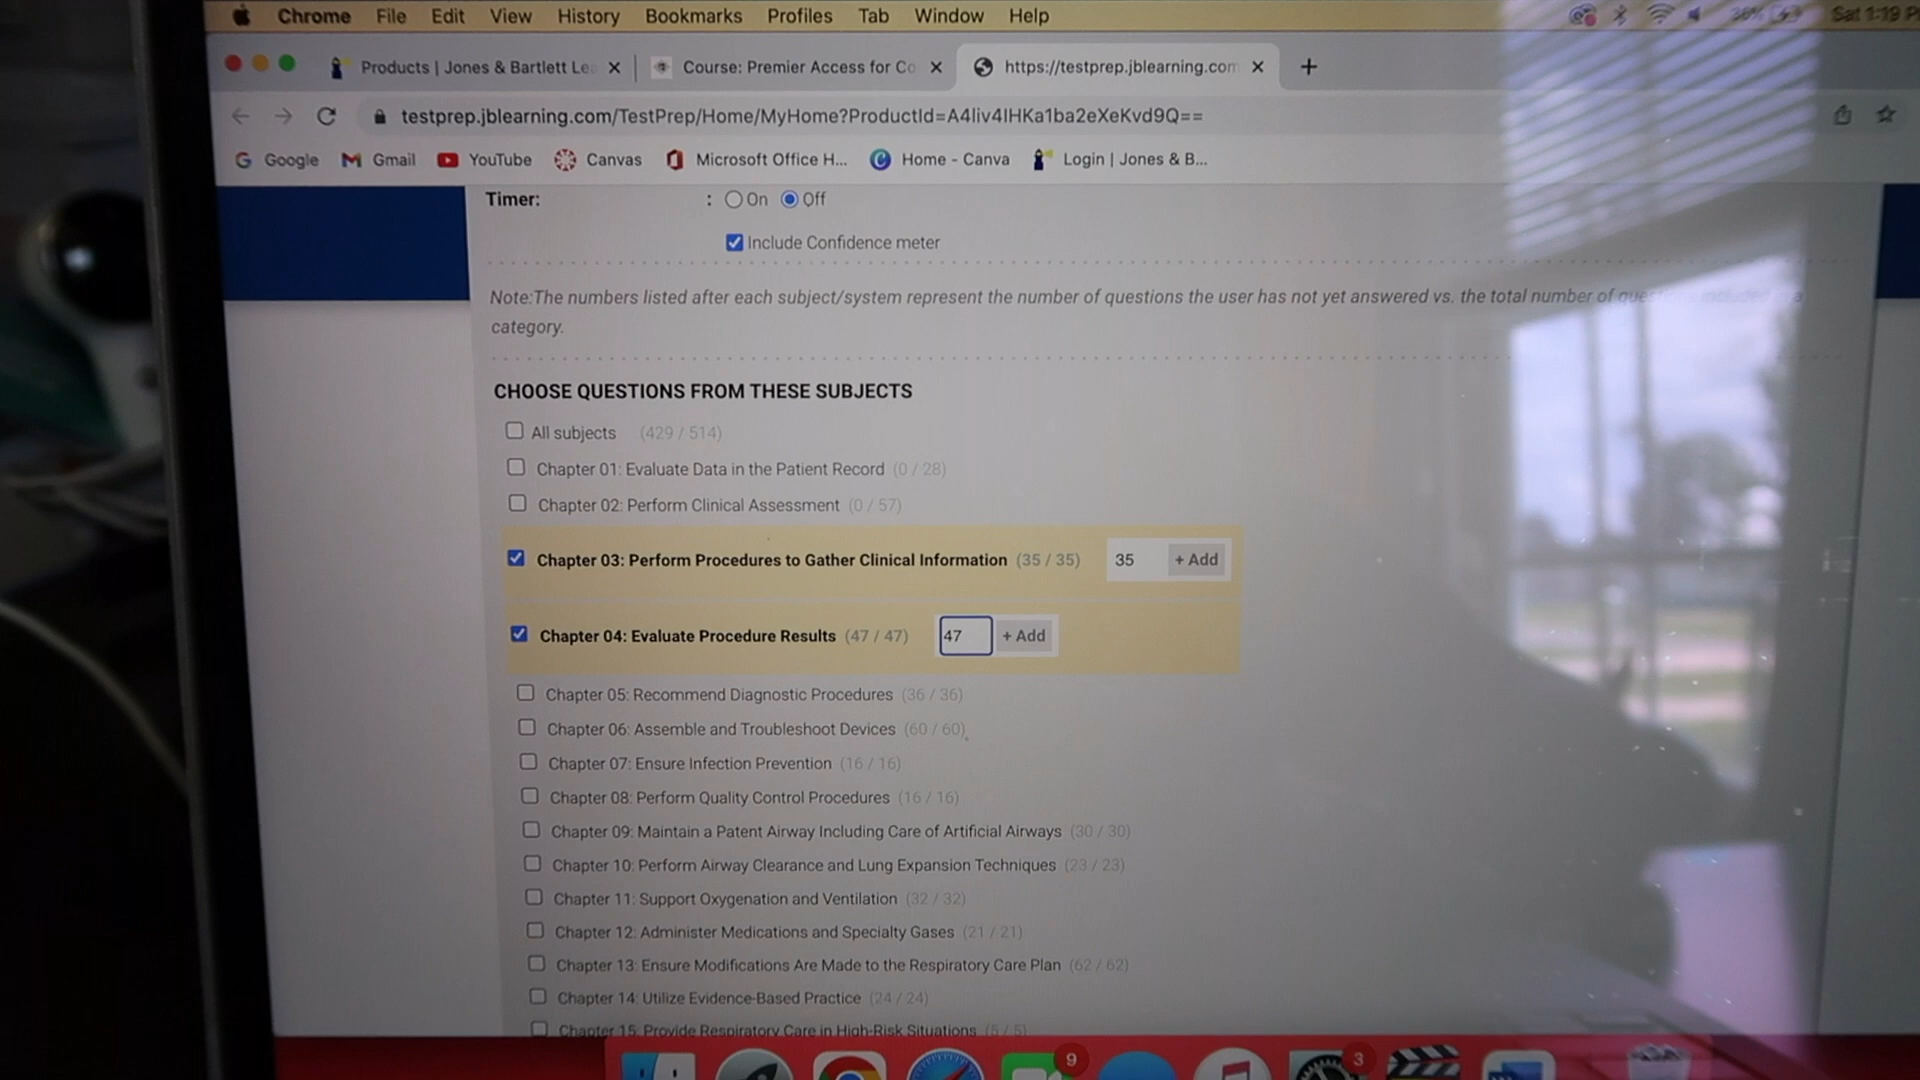 Chrome File Edit View History Bookmarks Profiles Tab Window Help Sat 1:19 P
Products | Jones & Bartlett Le Course: Premier Access for Co https://testprep.jblearning.com
testprep.jblearning.com/TestPrep/Home/MyHome?ProductId=A4liv4lHKa1ba2eXeKvd9Q==
Google Gmail YouTube Canvas Microsoft Office H... Home - Canva Login | Jones & B...
Timer: : On Off
Include Confidence meter
Note:The numbers listed after each subject/system represent the number of questions the user has not yet answered vs. the total number of
category.
CHOOSE QUESTIONS FROM THESE SUBJECTS
All subjects (429 / 514)
Chapter 01: Evaluate Data in the Patient Record (0 / 28)
Chapter 02: Perform Clinical Assessment (0 / 57)
Chapter 03: Perform Procedures to Gather Clinical Information (35 / 35) 35 + Add
Chapter 04: Evaluate Procedure Results (47 / 47) 47 + Add
Chapter 05: Recommend Diagnostic Procedures (36 / 36)
Chapter 06: Assemble and Troubleshoot Devices (60 / 60)
Chapter 07: Ensure Infection Prevention (16 / 16)
Chapter 08: Perform Quality Control Procedures (16 / 16)
Chapter 09: Maintain a Patent Airway Including Care of Artificial Airways (30 / 30)
Chapter 10: Perform Airway Clearance and Lung Expansion Techniques (23 / 23)
Chapter 11: Support Oxygenation and Ventilation (32 / 32)
Chapter 12: Administer Medications and Specialty Gases (21 / 21)
Chapter 13: Ensure Modifications Are Made to the Respiratory Care Plan (62 / 62)
Chapter 14: Utilize Evidence-Based Practice (24 / 24)
Chapter 15: Provide Respiratory Care in High-Risk Situations (5 / 5)
9 3